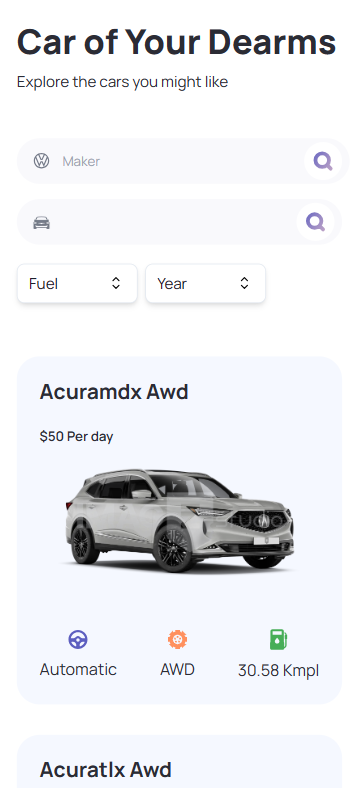 Car of Your Dearms
Explore the cars you might like
Maker
Fuel
Year
Acuramdx Awd
$50 Per day
Automatic
AWD
30.58 Kmpl
Acuratlx Awd